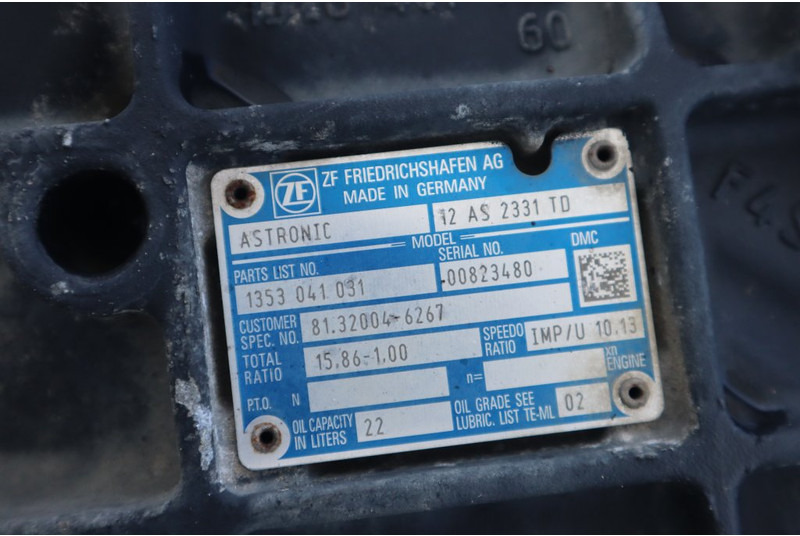 60
ZF
ZF FRIEDRICHSHAFEN AG
MADE IN GERMANY
ASTRONIC
12 AS 2331 TD
MODEL
PARTS LIST NO.
SERIAL NO.
DMC
1353 041 031
00823480
CUSTOMER SPEC. NO.
81.32004-6267
TOTAL RATIO
15.86-1.00
SPEEDO RATIO
IMP/U 10.13
P.T.O.
N
n=
xn ENGINE
OIL CAPACITY IN LITERS
22
OIL GRADE SEE LUBRIC. LIST TE-ML
02